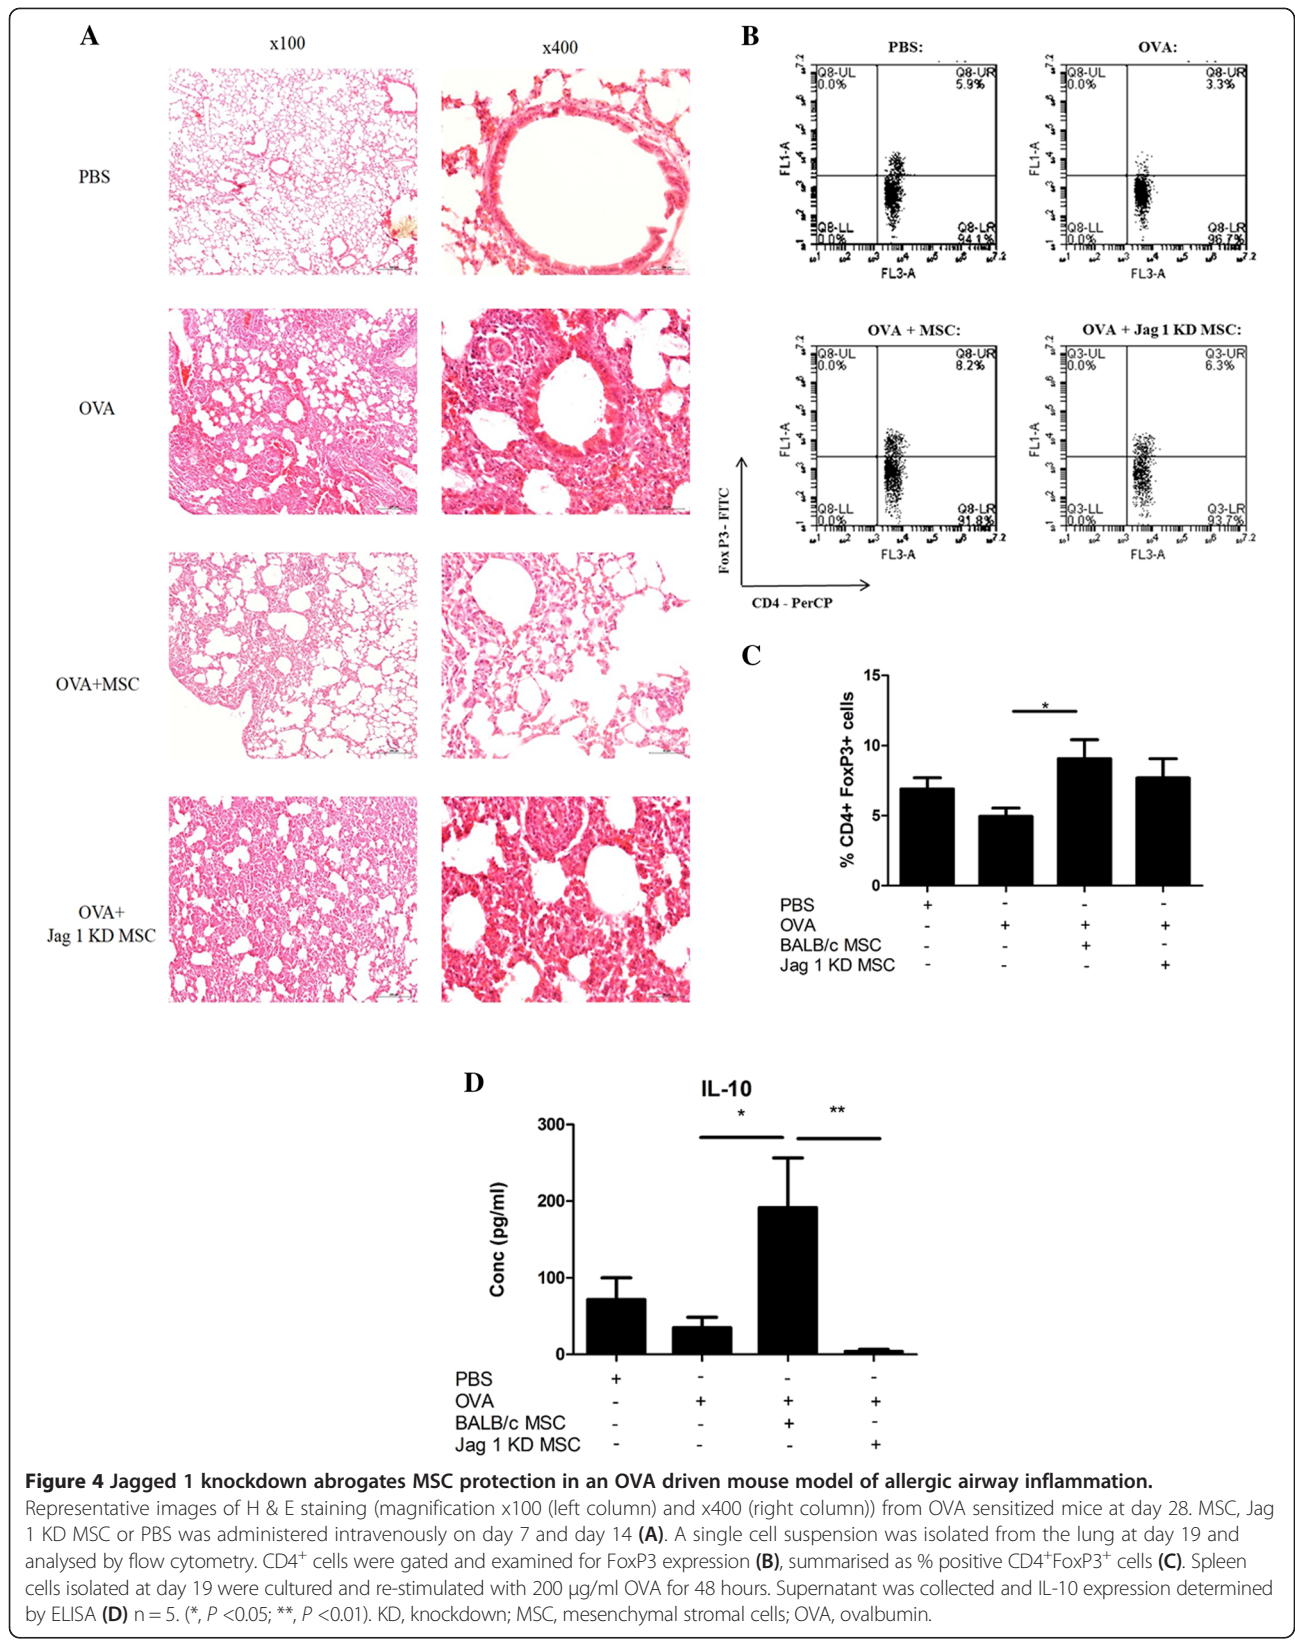 A
x100
x400
PBS
OVA
OVA+MSC
OVA+
Jag 1 KD MSC
B
PBS:
Q8-UL
0.0%
Q8-UR
5.9%
Q8-LL
0.0%
Q8-LR
94.1%
FL1-A
FL3-A
OVA:
Q8-UL
0.0%
Q8-UR
3.3%
Q8-LL
0.0%
Q8-LR
96.7%
FL1-A
FL3-A
OVA + MSC:
Q8-UL
0.0%
Q8-UR
8.2%
Q8-LL
0.0%
Q8-LR
91.8%
FL1-A
FL3-A
OVA + Jag 1 KD MSC:
Q3-UL
0.0%
Q3-UR
6.3%
Q3-LL
0.0%
Q3-LR
93.7%
FL1-A
FL3-A
FoxP3- FITC
CD4 - PerCP
C
% CD4+ FoxP3+ cells
15
10
5
0
*
PBS + - - -
OVA - + + +
BALB/c MSC - - + -
Jag 1 KD MSC - - - +
D
IL-10
* **
Conc (pg/ml)
300
200
100
0
PBS + - - -
OVA - + + +
BALB/c MSC - - + -
Jag 1 KD MSC - - - +
Figure 4 Jagged 1 knockdown abrogates MSC protection in an OVA driven mouse model of allergic airway inflammation.
Representative images of H & E staining (magnification x100 (left column) and x400 (right column)) from OVA sensitized mice at day 28. MSC, Jag
1 KD MSC or PBS was administered intravenously on day 7 and day 14 (A). A single cell suspension was isolated from the lung at day 19 and
analysed by flow cytometry. CD4⁺ cells were gated and examined for FoxP3 expression (B), summarised as % positive CD4⁺FoxP3⁺ cells (C). Spleen
cells isolated at day 19 were cultured and re-stimulated with 200 μg/ml OVA for 48 hours. Supernatant was collected and IL-10 expression determined
by ELISA (D) n = 5. (*, P <0.05; **, P <0.01). KD, knockdown; MSC, mesenchymal stromal cells; OVA, ovalbumin.